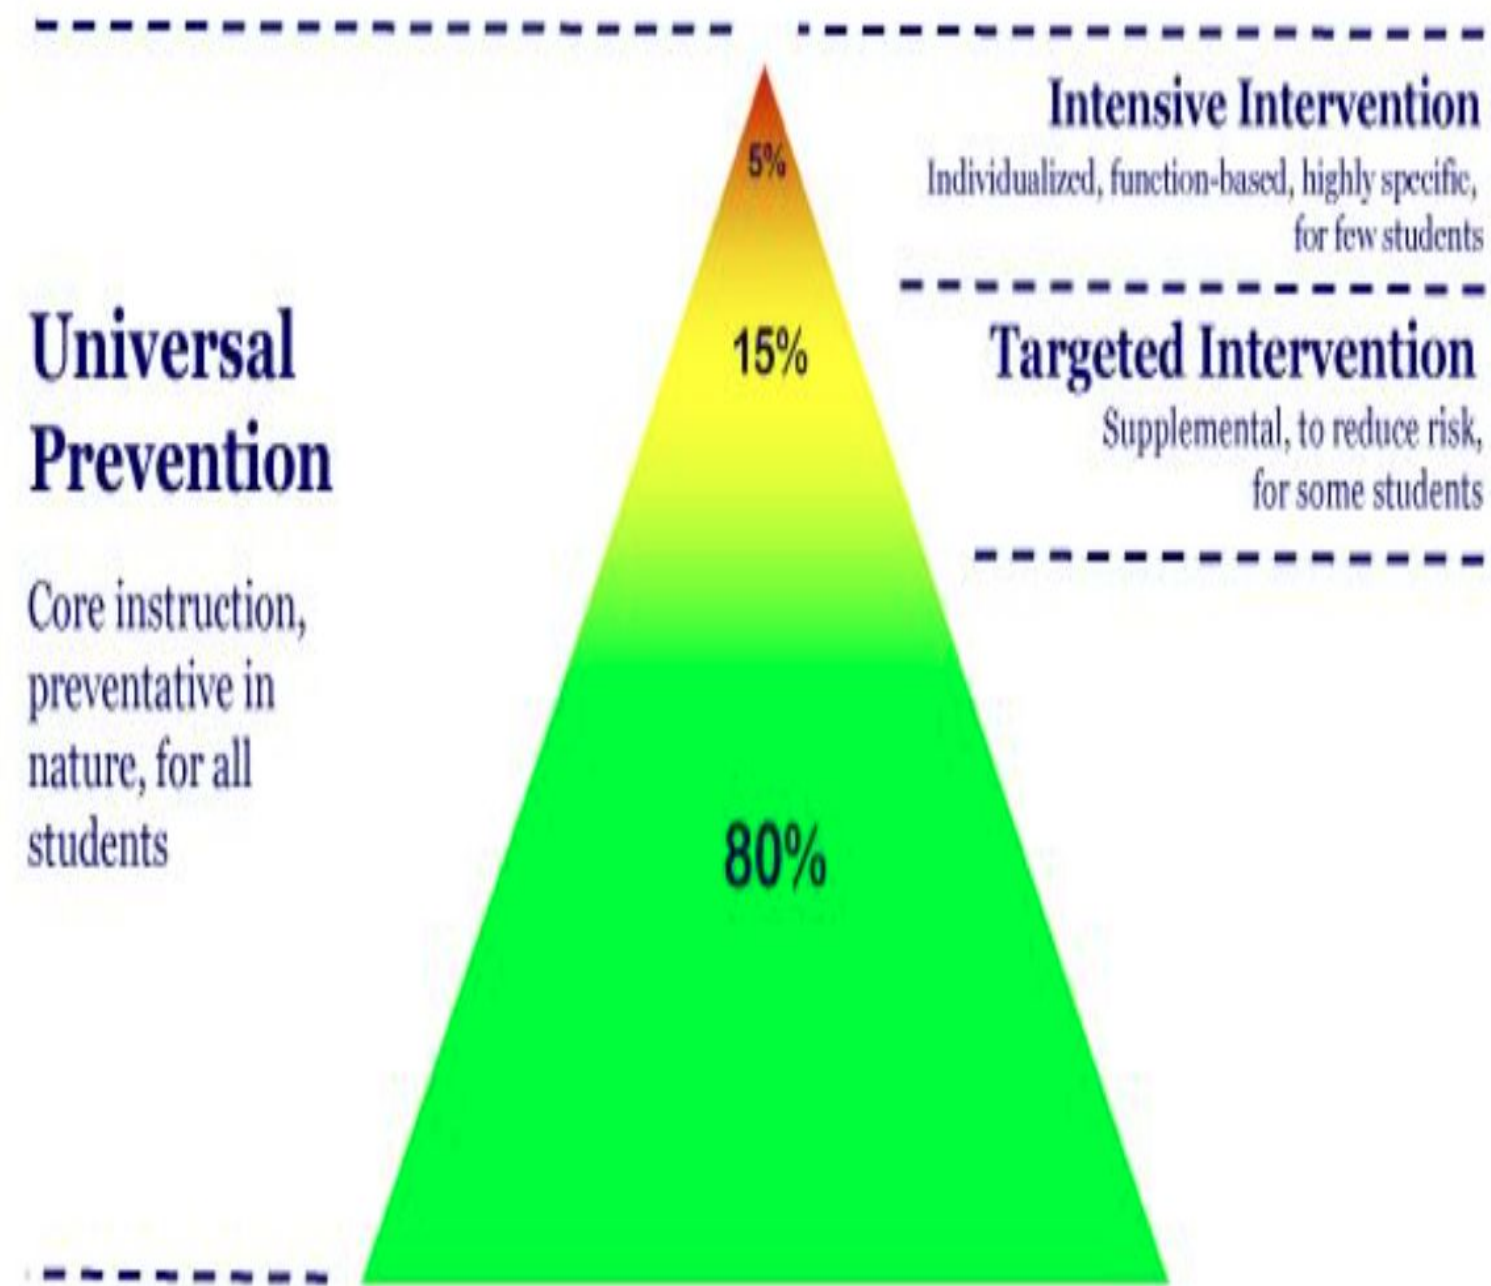 Universal
Prevention
Core instruction,
preventative in
nature, for all
students
5%
15%
80%
Intensive Intervention
Individualized, function-based, highly specific,
for few students
Targeted Intervention
Supplemental, to reduce risk,
for some students